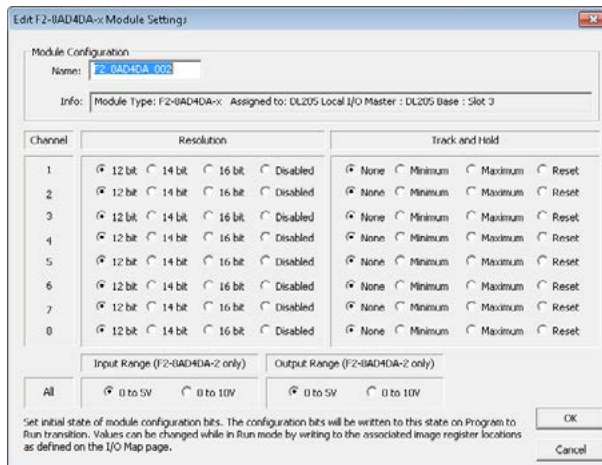 Edit F2-8AD4DA-x Module Settings
Module Configuration
Name: F2_8AD4DA_002
Info: Module Type: F2-8AD4DA-x Assigned to: DL205 Local I/O Master : DL205 Base : Slot 3
Channel Resolution Track and Hold
1 12 bit 14 bit 16 bit Disabled None Minimum Maximum Reset
2 12 bit 14 bit 16 bit Disabled None Minimum Maximum Reset
3 12 bit 14 bit 16 bit Disabled None Minimum Maximum Reset
4 12 bit 14 bit 16 bit Disabled None Minimum Maximum Reset
5 12 bit 14 bit 16 bit Disabled None Minimum Maximum Reset
6 12 bit 14 bit 16 bit Disabled None Minimum Maximum Reset
7 12 bit 14 bit 16 bit Disabled None Minimum Maximum Reset
8 12 bit 14 bit 16 bit Disabled None Minimum Maximum Reset
Input Range (F2-8AD4DA-2 only) Output Range (F2-8AD4DA-2 only)
All 0 to 5V 0 to 10V 0 to 5V 0 to 10V
Set initial state of module configuration bits. The configuration bits will be written to this state on Program to
Run transition. Values can be changed while in Run mode by writing to the associated image register locations
as defined on the I/O Map page.
OK
Cancel